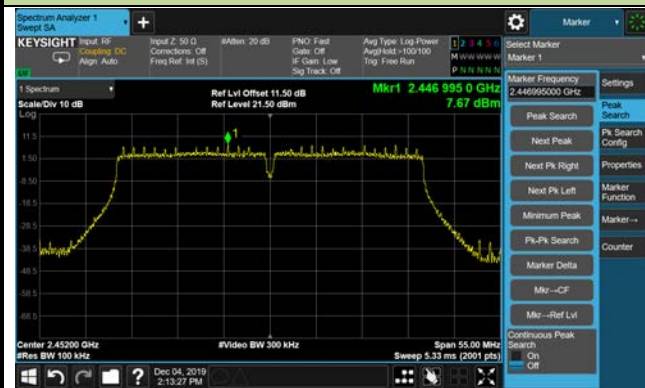 Spectrum Analyzer 1
Swept SA
+
Marker
KEYSIGHT
Input: RF
Coupling: DC
Align: Auto
Input Z: 50 Ω
Corrections: Off
Freq Ref: Int (S)
#Atten: 20 dB
PNO: Fast
Gate: Off
IF Gain: Low
Sig Track: Off
Avg Type: Log-Power
Avg|Hold:>100/100
Trig: Free Run
1 2 3 4 5 6
M W W W W W
P N N N N N
Select Marker
Marker 1
1 Spectrum
Scale/Div 10 dB
Log
Ref Lvl Offset 11.50 dB
Ref Level 21.50 dBm
Mkr1 2.446 995 0 GHz
7.67 dBm
Marker Frequency
2.446995000 GHz
Settings
Peak Search
Peak
Search
Next Peak
Pk Search
Config
Next Pk Right
Properties
Next Pk Left
Marker
Function
Minimum Peak
Marker→
Pk-Pk Search
Counter
Marker Delta
Mkr→CF
Mkr→Ref Lvl
Continuous Peak
Search
On
Off
1
11.5
1.50
-8.50
-18.5
-28.5
-38.5
-48.5
-58.5
-68.5
Center 2.45200 GHz
#Res BW 100 kHz
#Video BW 300 kHz
Span 55.00 MHz
Sweep 5.33 ms (2001 pts)
?
Dec 04, 2019
2:13:27 PM